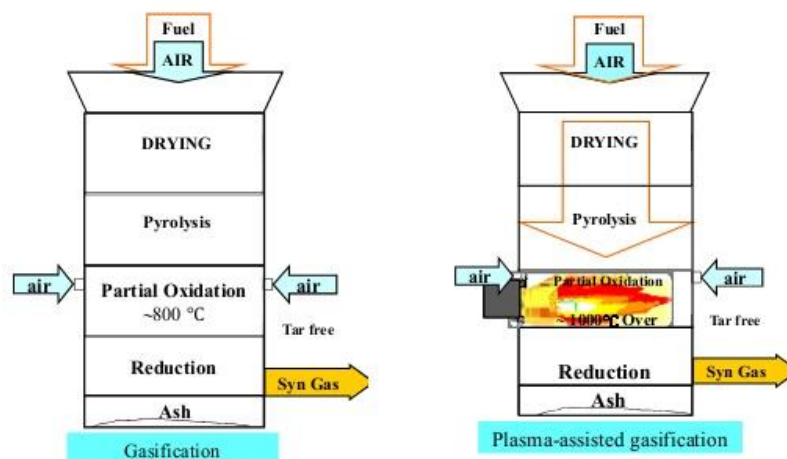 Fuel
AIR
DRYING
Pyrolysis
air
air
Partial Oxidation
~800 ℃
Tar free
Reduction
Syn Gas
Ash
Gasification
Fuel
AIR
DRYING
Pyrolysis
air
air
Partial Oxidation
~ 1000℃ Over
Tar free
Reduction
Syn Gas
Ash
Plasma-assisted gasification